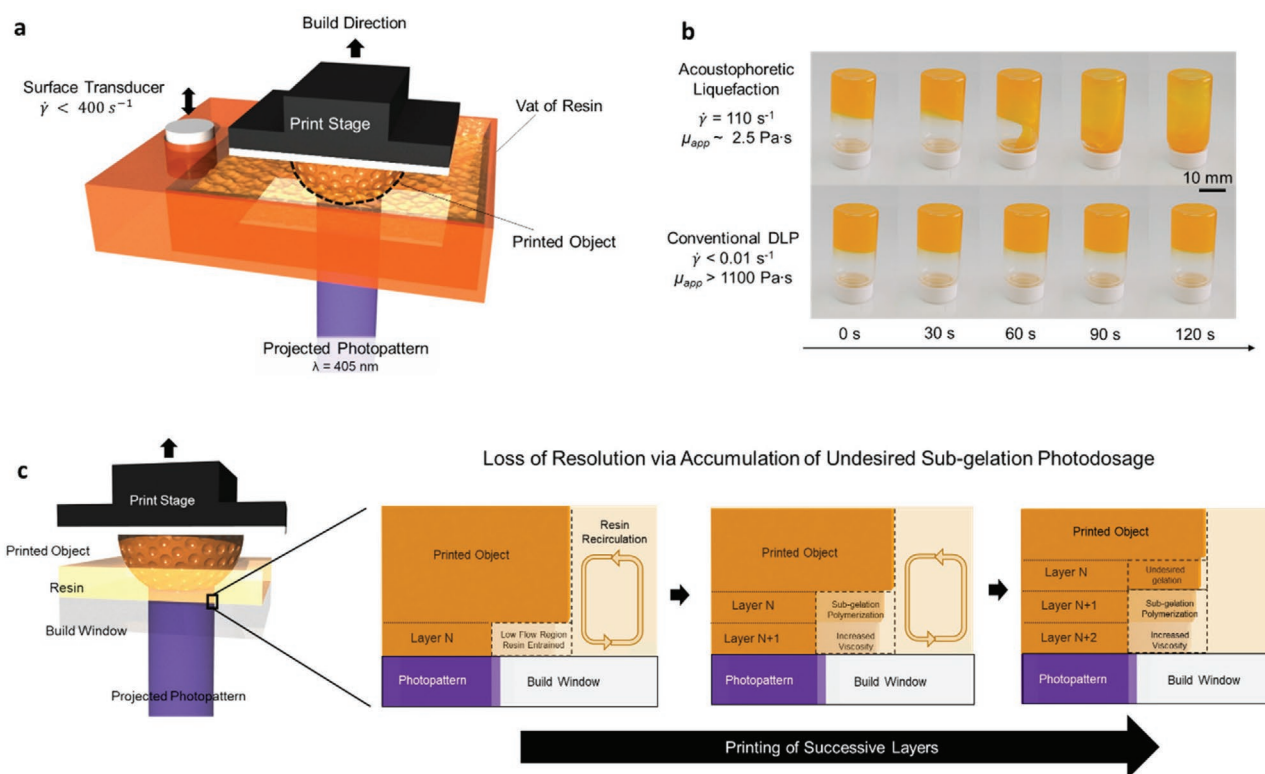 a
Build Direction
Surface Transducer
γ̇ < 400 s⁻¹
Print Stage
Vat of Resin
Printed Object
Projected Photopattern
λ = 405 nm
b
Acoustophoretic
Liquefaction
γ̇ = 110 s⁻¹
μapp ~ 2.5 Pa·s
10 mm
Conventional DLP
γ̇ < 0.01 s⁻¹
μapp > 1100 Pa·s
0 s
30 s
60 s
90 s
120 s
c
Loss of Resolution via Accumulation of Undesired Sub-gelation Photodosage
Print Stage
Printed Object
Resin
Build Window
Projected Photopattern
Printed Object
Resin
Recirculation
Layer N
Low Flow Region
Resin Entrained
Photopattern
Build Window
Printed Object
Layer N
Sub-gelation
Polymerization
Layer N+1
Increased
Viscosity
Photopattern
Build Window
Printed Object
Layer N
Undesired
gelation
Layer N+1
Sub-gelation
Polymerization
Layer N+2
Increased
Viscosity
Photopattern
Build Window
Printing of Successive Layers